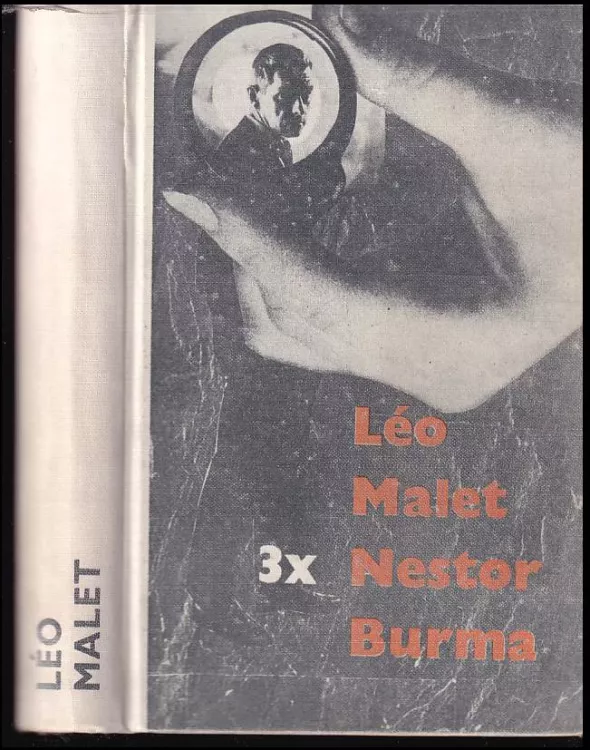 LÉO
MALET
Léo
Malet
3x Nestor
Burma